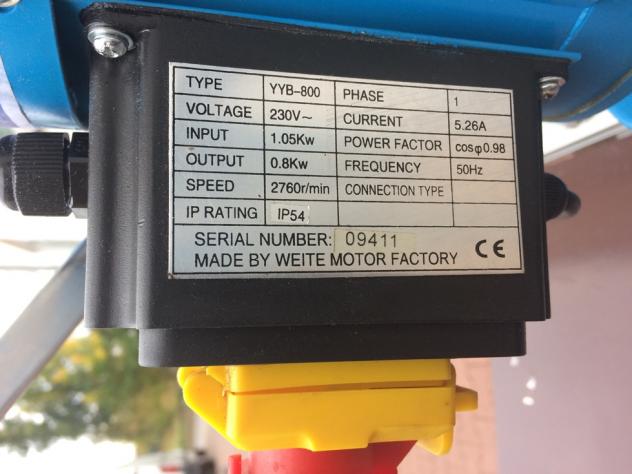 TYPE YYB-800 PHASE 1
VOLTAGE 230V~ CURRENT 5.26A
INPUT 1.05Kw POWER FACTOR cosφ0.98
OUTPUT 0.8Kw FREQUENCY 50Hz
SPEED 2760r/min CONNECTION TYPE
IP RATING IP54
SERIAL NUMBER: 09411
MADE BY WEITE MOTOR FACTORY CE